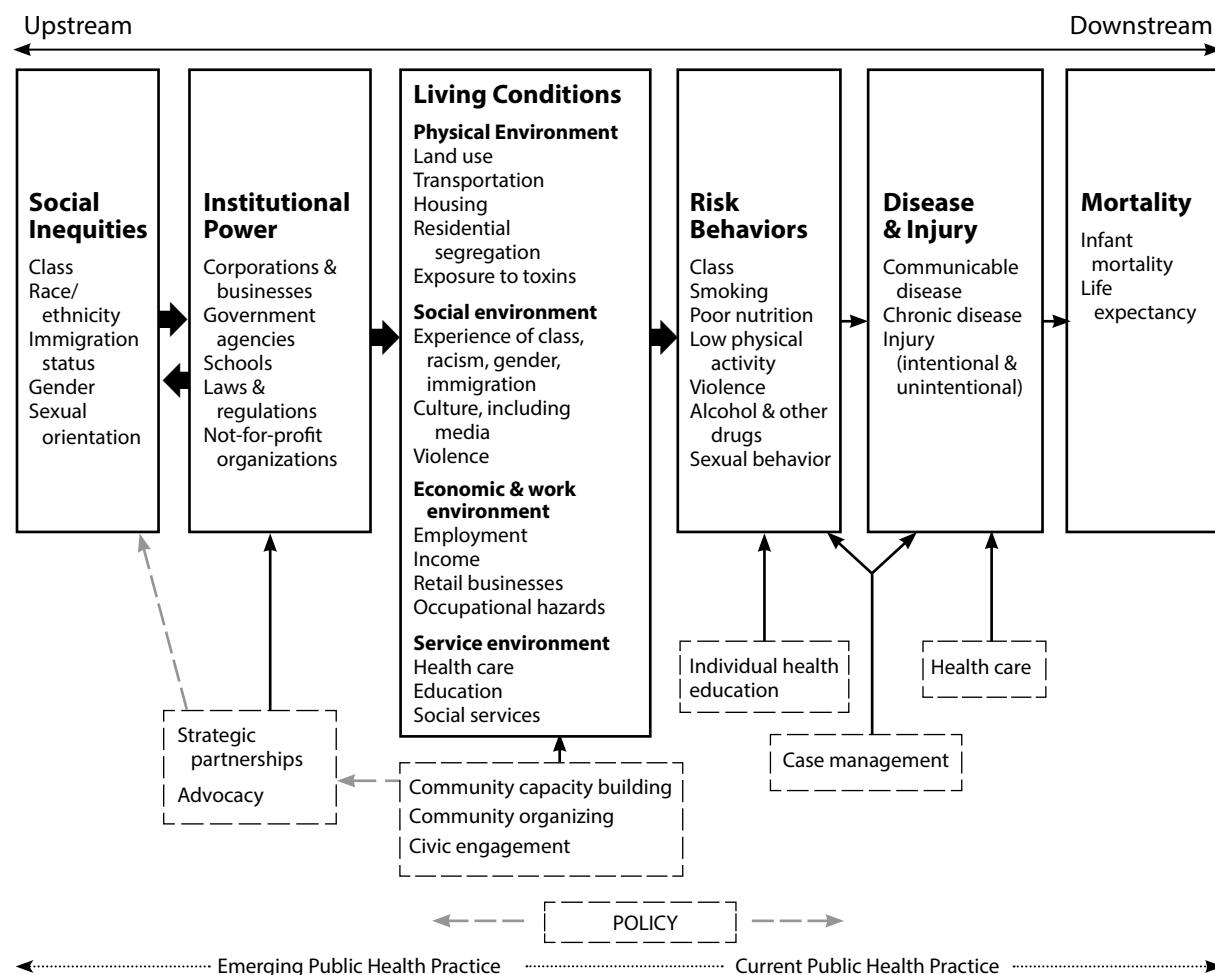 Upstream
Downstream
Social
Inequities
Class
Race/
ethnicity
Immigration
status
Gender
Sexual
orientation
Institutional
Power
Corporations &
businesses
Government
agencies
Schools
Laws &
regulations
Not-for-profit
organizations
Living Conditions
Physical Environment
Land use
Transportation
Housing
Residential
segregation
Exposure to toxins
Social environment
Experience of class,
racism, gender,
immigration
Culture, including
media
Violence
Economic & work
environment
Employment
Income
Retail businesses
Occupational hazards
Service environment
Health care
Education
Social services
Risk
Behaviors
Class
Smoking
Poor nutrition
Low physical
activity
Violence
Alcohol & other
drugs
Sexual behavior
Disease
& Injury
Communicable
disease
Chronic disease
Injury
(intentional &
unintentional)
Mortality
Infant
mortality
Life
expectancy
Strategic
partnerships
Advocacy
Community capacity building
Community organizing
Civic engagement
Individual health
education
Case management
Health care
POLICY
Emerging Public Health Practice
Current Public Health Practice